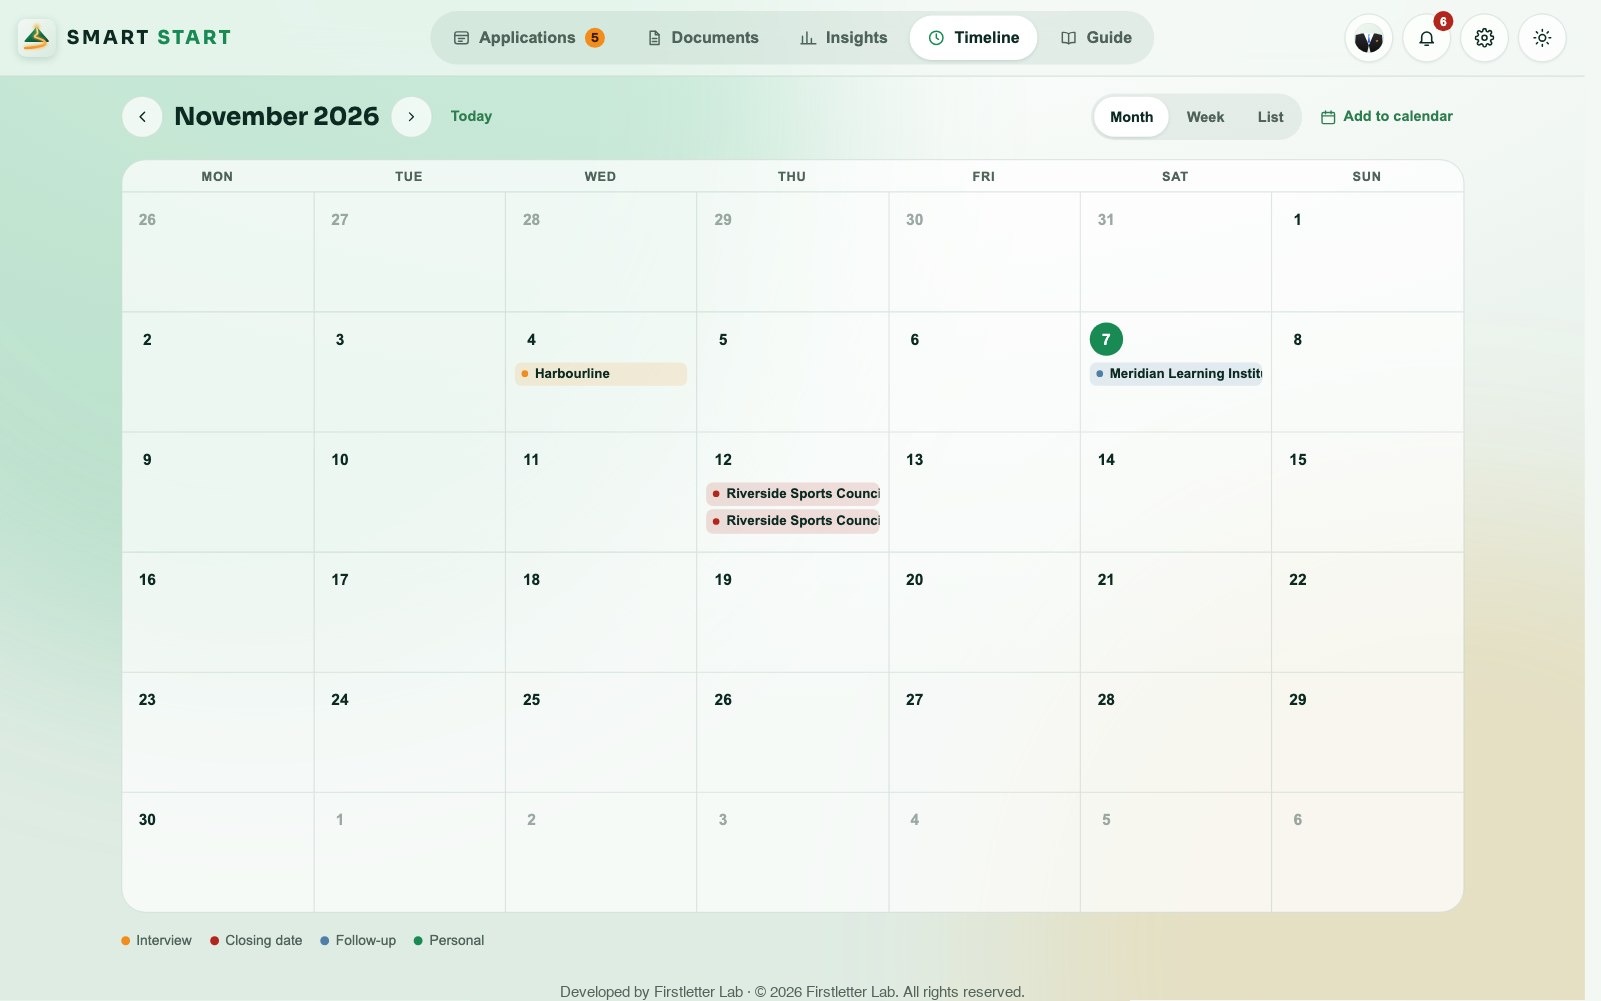 SMART START
Applications 5
Documents
Insights
Timeline
Guide
6
November 2026
Today
Month
Week
List
Add to calendar
MON TUE WED THU FRI SAT SUN
26 27 28 29 30 31 1
2 3 4 5 6 7 8
Harbourline
Meridian Learning Institu
9 10 11 12 13 14 15
Riverside Sports Counci
Riverside Sports Counci
16 17 18 19 20 21 22
23 24 25 26 27 28 29
30 1 2 3 4 5 6
Interview Closing date Follow-up Personal
Developed by Firstletter Lab · © 2026 Firstletter Lab. All rights reserved.